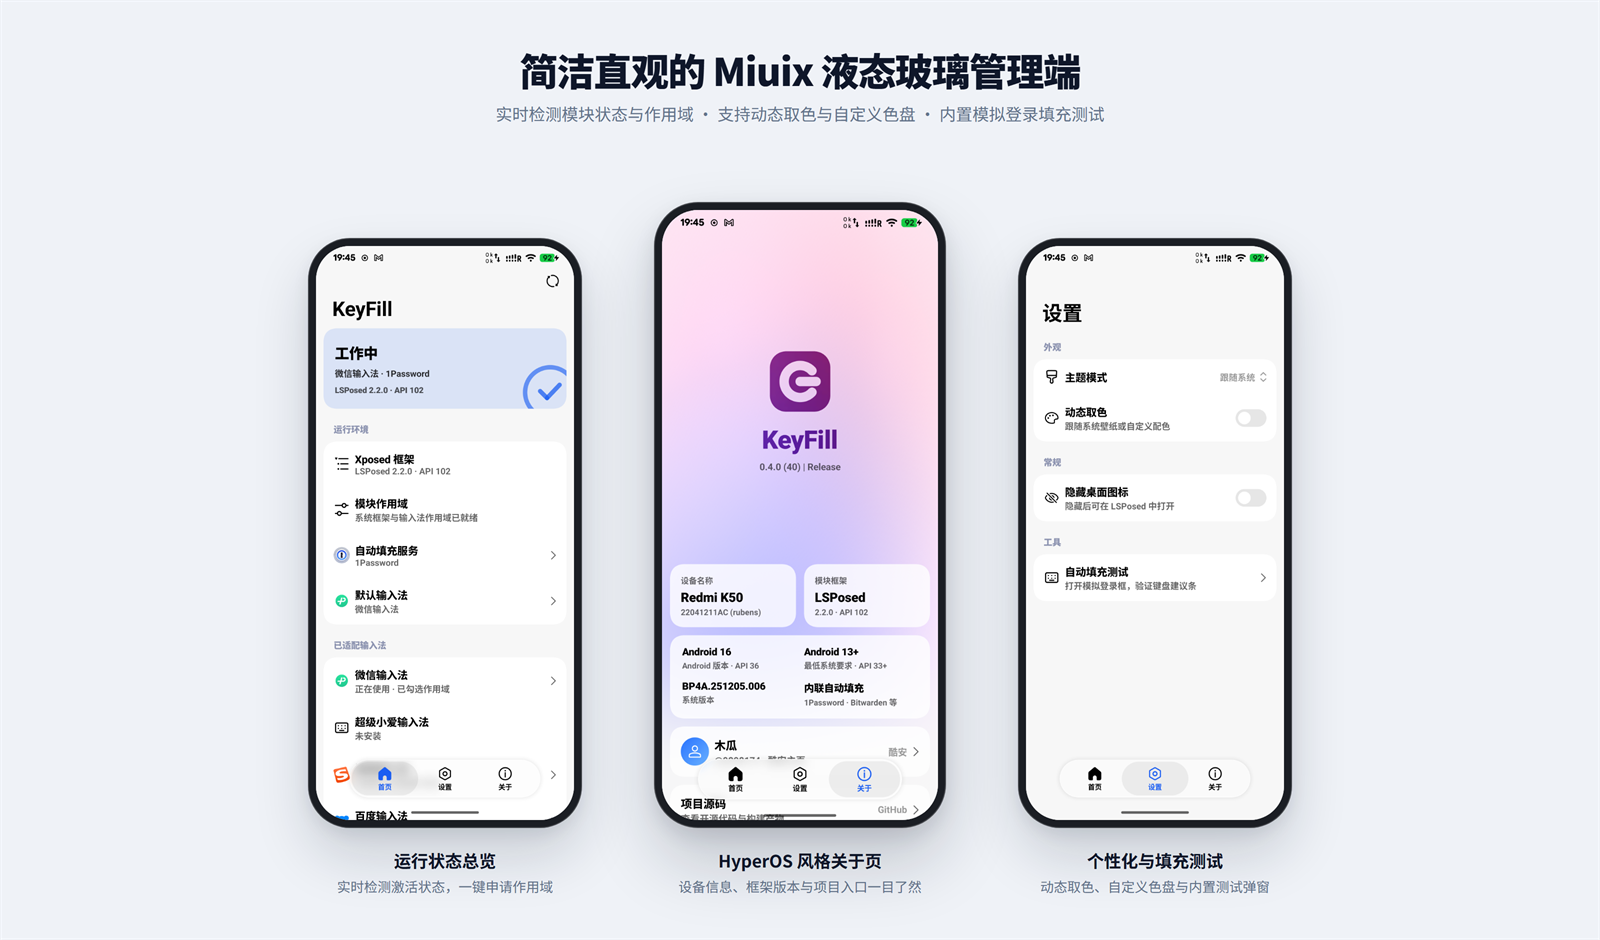 简洁直观的 Miuix 液态玻璃管理端
实时检测模块状态与作用域 • 支持动态取色与自定义色盘 • 内置模拟登录填充测试
19:45
92
KeyFill
工作中
微信输入法 · 1Password
LSPosed 2.2.0 · API 102
运行环境
Xposed 框架
LSPosed 2.2.0 · API 102
模块作用域
系统框架与输入法作用域已就绪
自动填充服务
1Password
默认输入法
微信输入法
已适配输入法
微信输入法
正在使用 · 已勾选作用域
超级小爱输入法
未安装
首页 设置 关于
百度输入法
运行状态总览
实时检测激活状态，一键申请作用域
19:45
92
KeyFill
0.4.0 (40) | Release
设备名称
Redmi K50
22041211AC (rubens)
模块框架
LSPosed
2.2.0 · API 102
Android 16
Android 版本 · API 36
Android 13+
最低系统要求 · API 33+
BP4A.251205.006
系统版本
内联自动填充
1Password · Bitwarden 等
木瓜
酷安
首页 设置 关于
项目源码
GitHub
HyperOS 风格关于页
设备信息、框架版本与项目入口一目了然
19:45
92
设置
外观
主题模式
跟随系统
动态取色
跟随系统壁纸或自定义配色
常规
隐藏桌面图标
隐藏后可在 LSPosed 中打开
工具
自动填充测试
打开模拟登录框，验证键盘建议条
首页 设置 关于
个性化与填充测试
动态取色、自定义色盘与内置测试弹窗